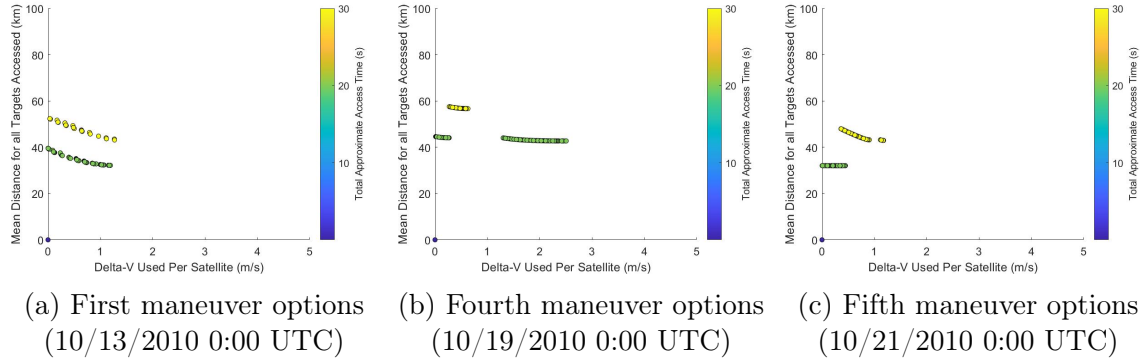 Mean Distance for all Targets Accessed (km)
100
80
60
40
20
0
0 1 2 3 4 5
Delta-V Used Per Satellite (m/s)
30
20
10
Total Approximate Access Time (s)
(a) First maneuver options
(10/13/2010 0:00 UTC)
Mean Distance for all Targets Accessed (km)
100
80
60
40
20
0
0 1 2 3 4 5
Delta-V Used Per Satellite (m/s)
30
20
10
Total Approximate Access Time (s)
(b) Fourth maneuver options
(10/19/2010 0:00 UTC)
Mean Distance for all Targets Accessed (km)
100
80
60
40
20
0
0 1 2 3 4 5
Delta-V Used Per Satellite (m/s)
30
20
10
Total Approximate Access Time (s)
(c) Fifth maneuver options
(10/21/2010 0:00 UTC)